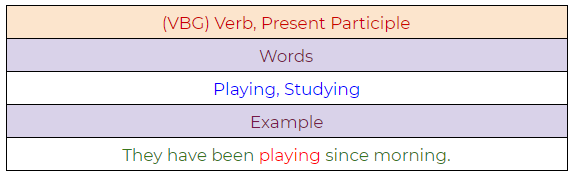 (VBG) Verb, Present Participle
Words
Playing, Studying
Example
They have been playing since morning.